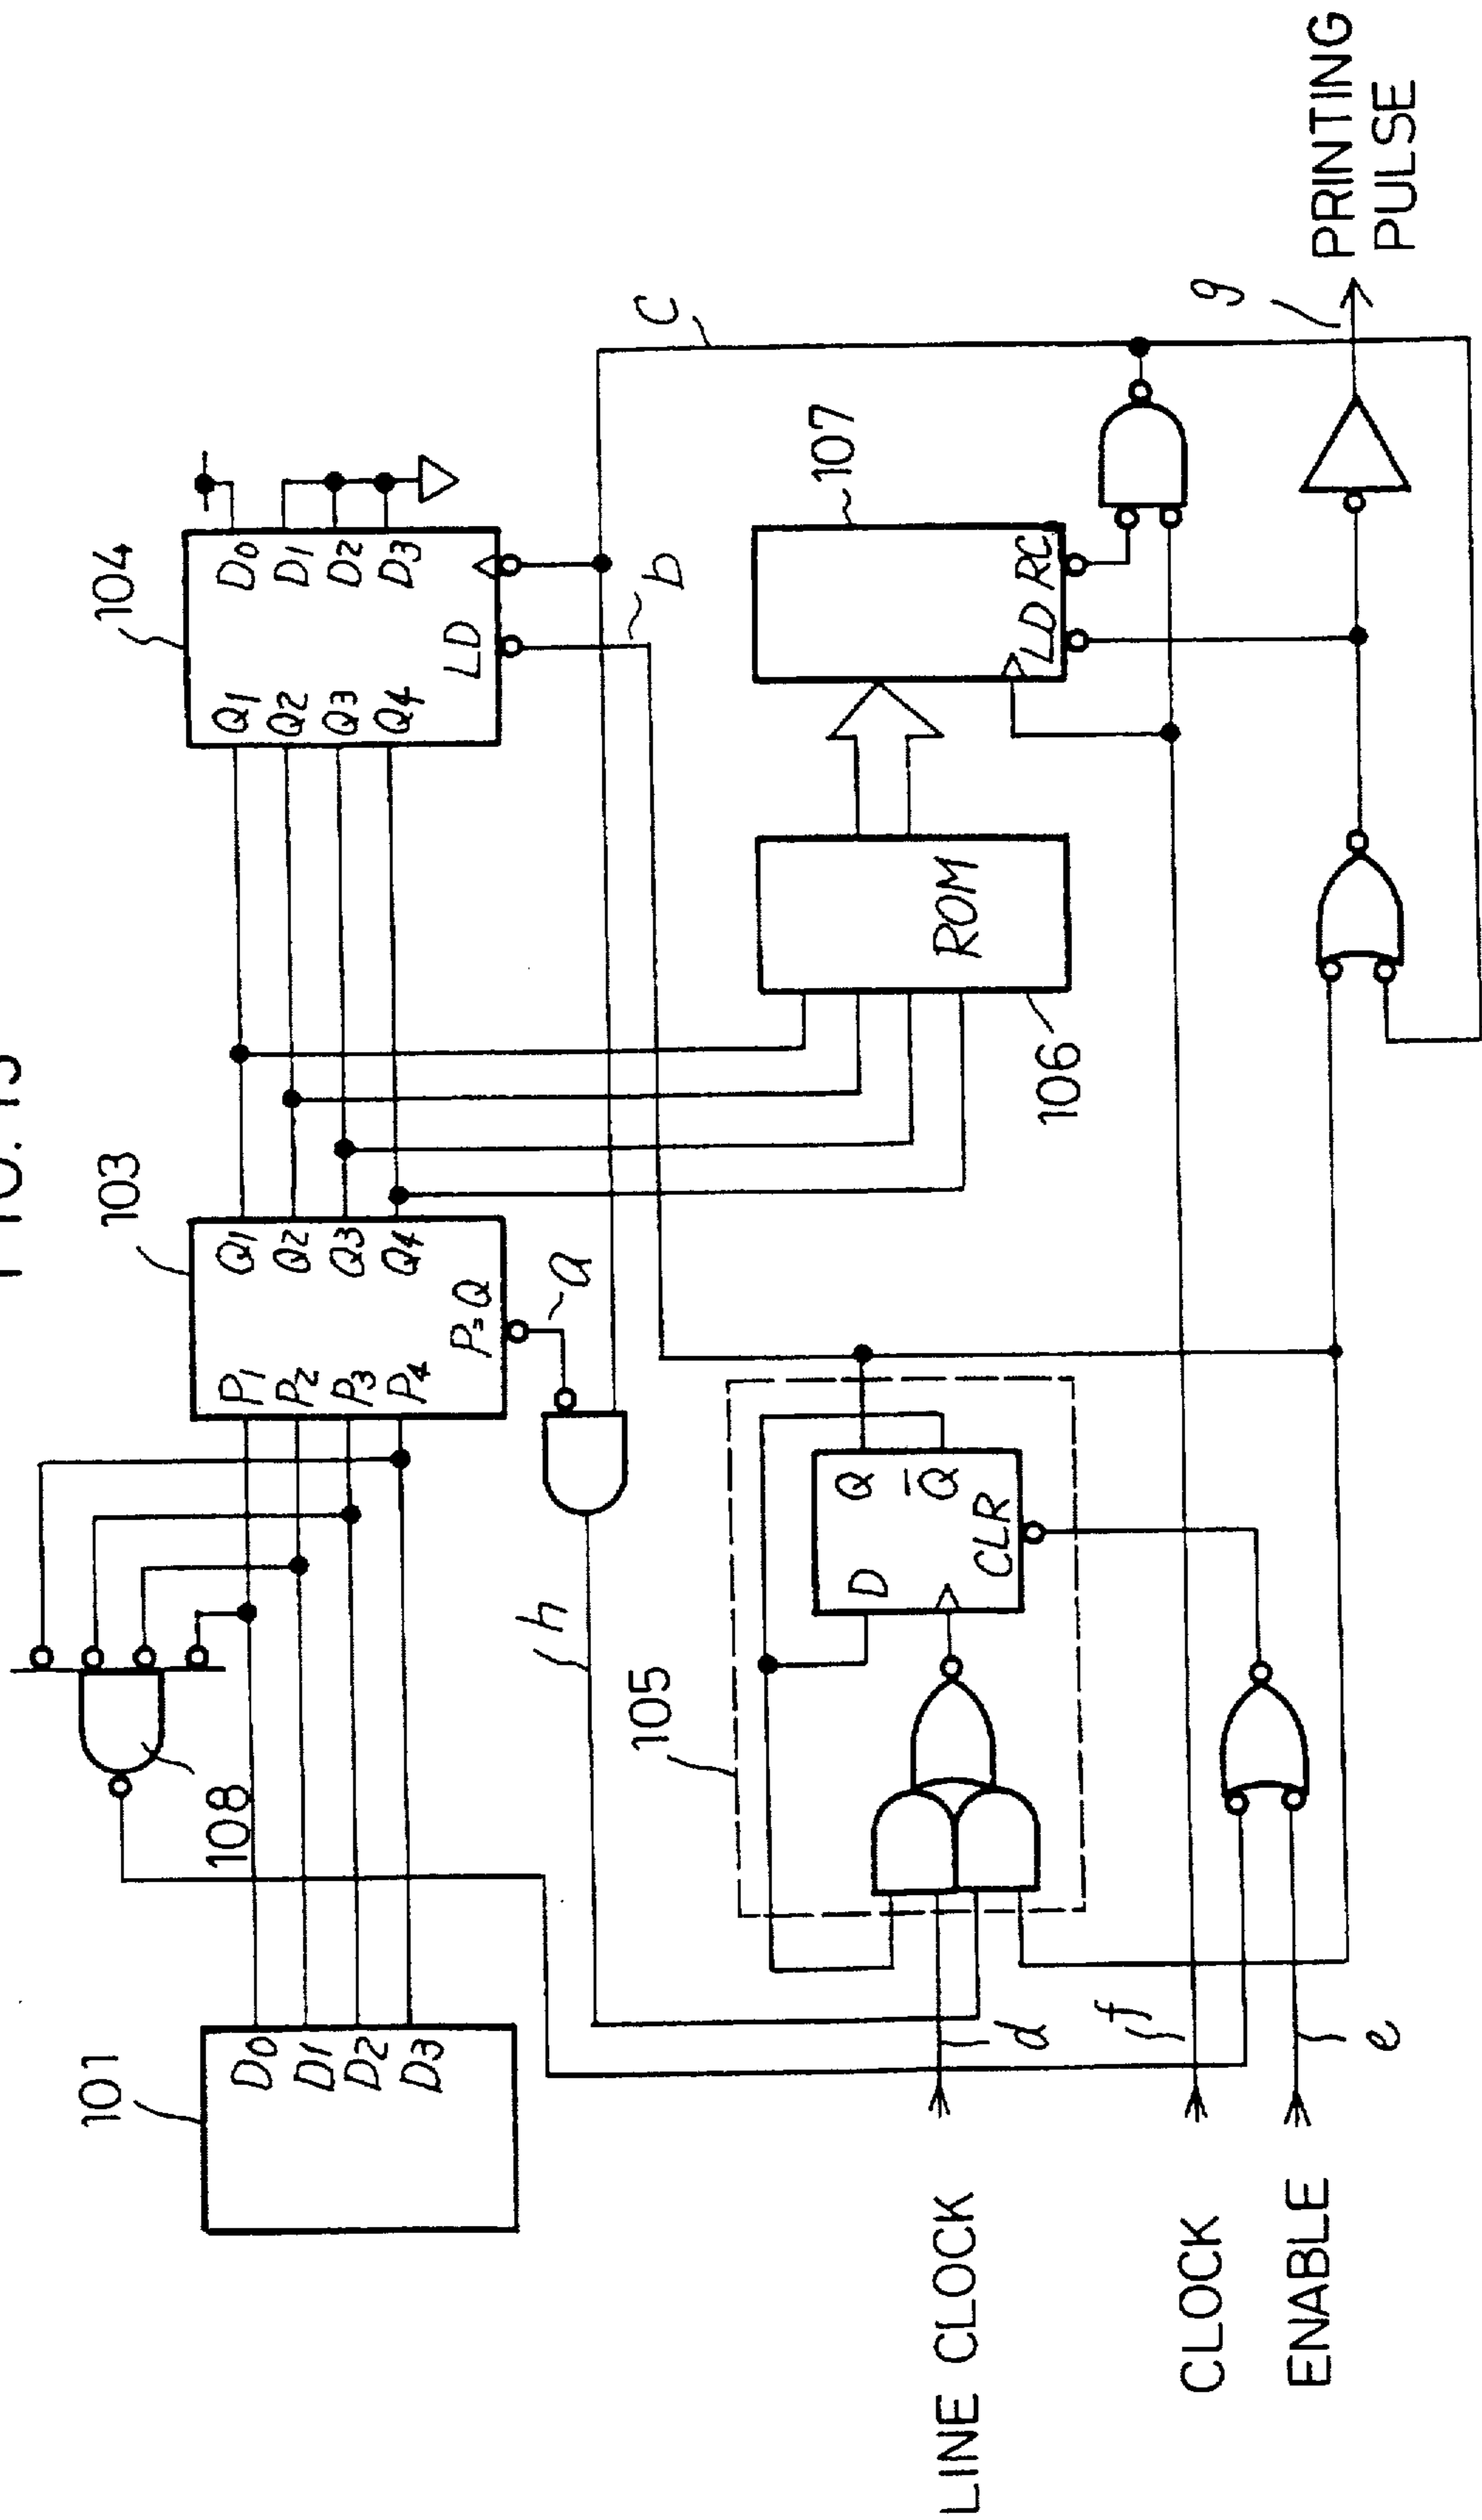 101
D0
D1
D2
D3
108
103
P1
P2
P3
P4
P=Q
Q1
Q2
Q3
Q4
104
Q1
Q2
Q3
Q4
LD
D0
D1
D2
D3
a
b
c
h
105
D
Q
Q̅
CLR
106
ROM
107
LD
RC
LINE CLOCK
d
CLOCK
f
ENABLE
e
g
PRINTING
PULSE